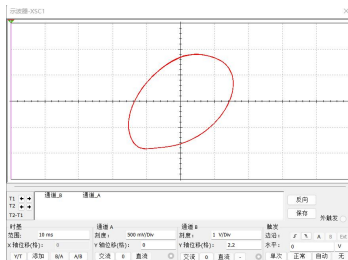 示波器-XSC1
通道_B 通道_A
T1
T2
T2-T1
反向
保存
外触发
时基 通道 A 通道 B 触发
范围: 10 ms 刻度: 500 mV/Div 刻度: 1 V/Div 边沿: A B Ext
X 轴位移(格): 0 Y 轴位移(格): 0 Y 轴位移(格): 2.2 水平: 0 V
Y/T 添加 B/A A/B 交流 0 直流 交流 0 直流 - 单次 正常 自动 无